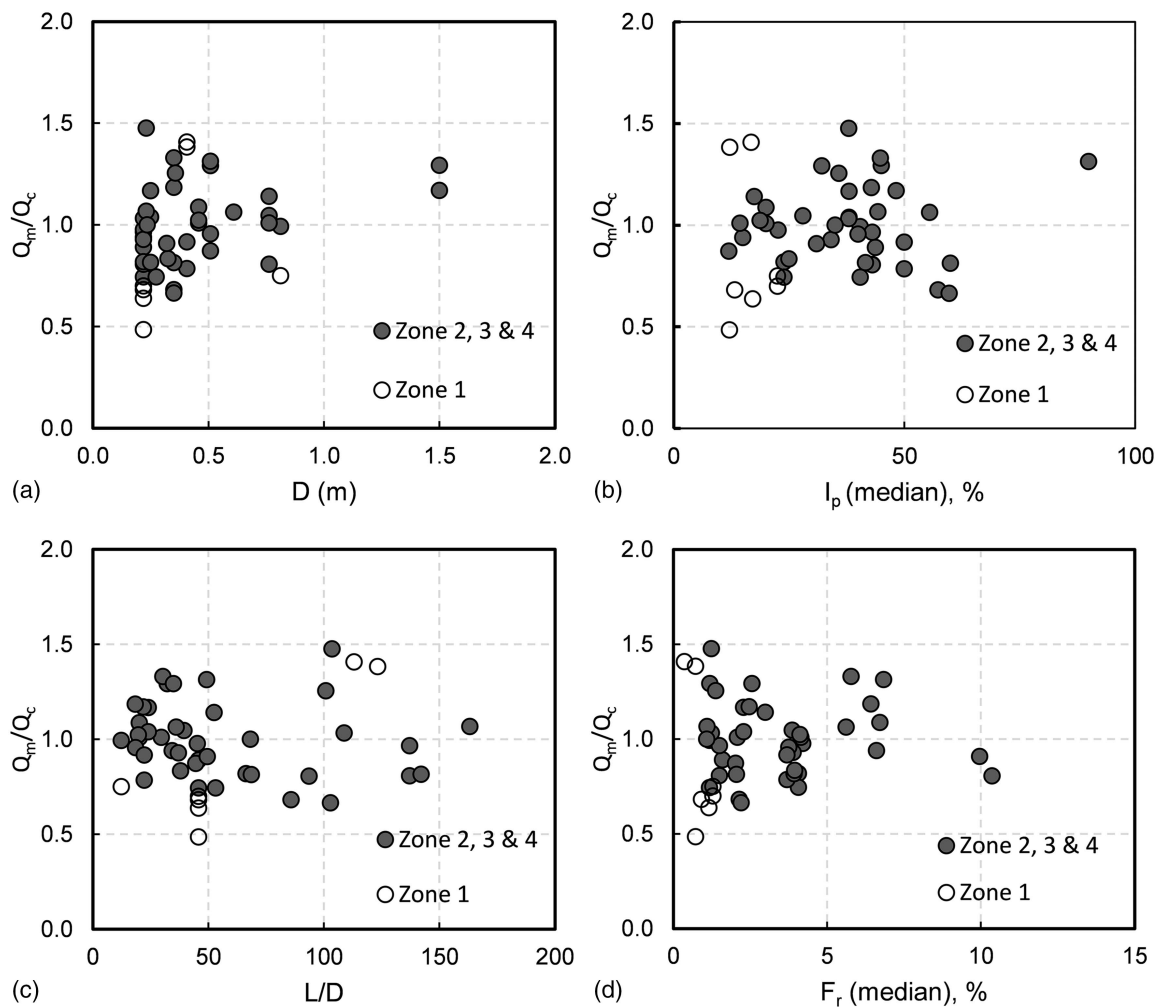 2.0
1.5
1.0
0.5
0.0
Qm/Qc
Zone 2, 3 & 4
Zone 1
0.0 0.5 1.0 1.5 2.0
(a) D (m)
2.0
1.5
1.0
0.5
0.0
Qm/Qc
Zone 2, 3 & 4
Zone 1
0 50 100
(b) Ip (median), %
2.0
1.5
1.0
0.5
0.0
Qm/Qc
Zone 2, 3 & 4
Zone 1
0 50 100 150 200
(c) L/D
2.0
1.5
1.0
0.5
0.0
Qm/Qc
Zone 2, 3 & 4
Zone 1
0 5 10 15
(d) Fr (median), %